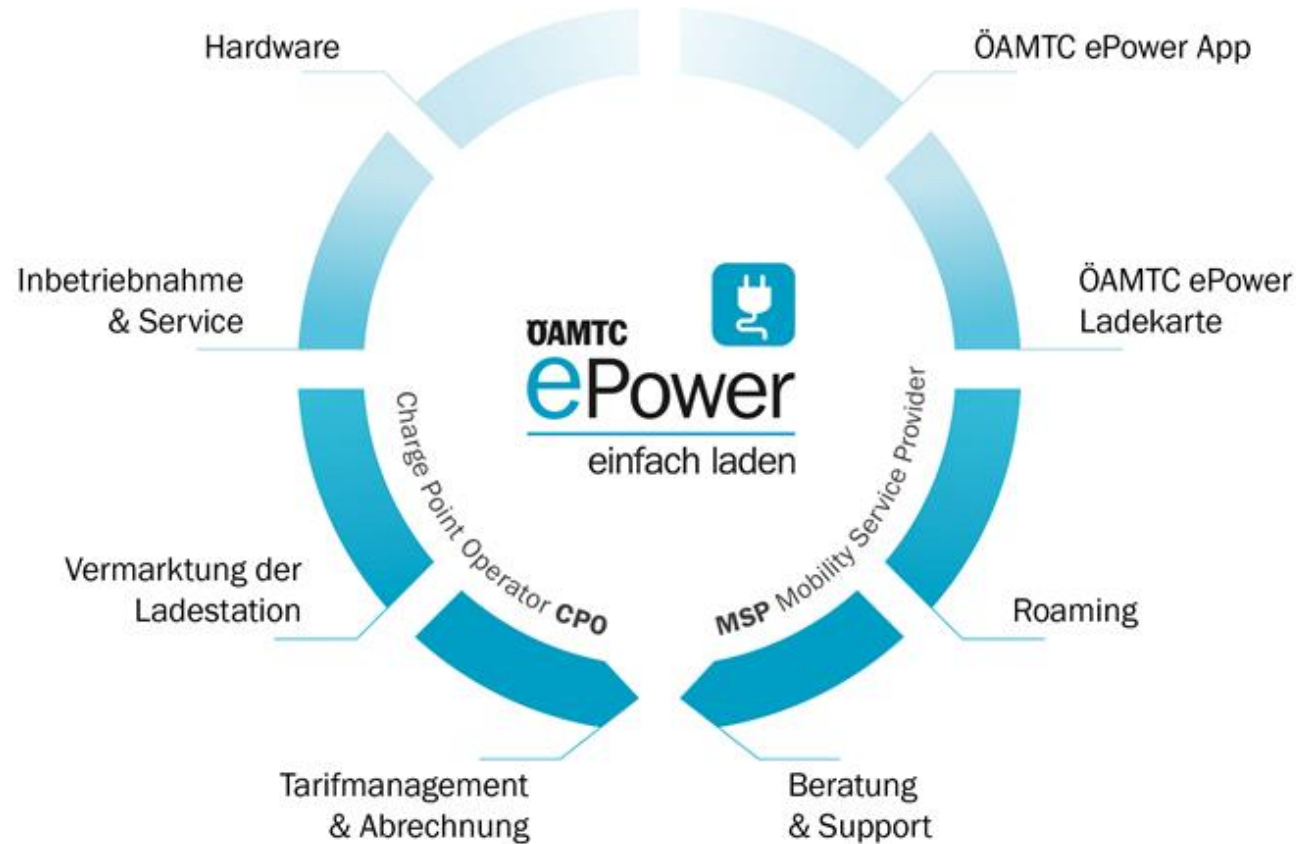 Hardware
ÖAMTC ePower App
Inbetriebnahme
& Service
ÖAMTC ePower
Ladekarte
ÖAMTC
ePower
einfach laden
Charge Point Operator CPO
MSP Mobility Service Provider
Vermarktung der
Ladestation
Roaming
Tarifmanagement
& Abrechnung
Beratung
& Support